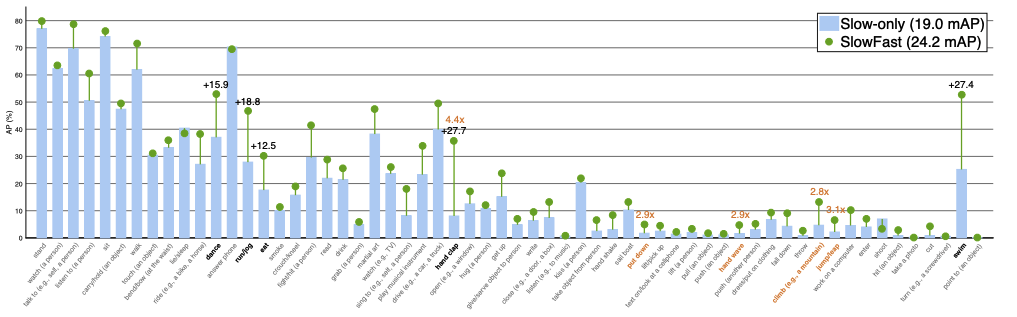 Slow-only (19.0 mAP)
SlowFast (24.2 mAP)
AP (%)
80
70
60
50
40
30
20
10
0
+15.9
+18.8
+12.5
4.4x
+27.7
2.9x
2.9x
2.8x
3.1x
+27.4
stand
watch (a person)
talk to (e.g., self, a person)
listen to (a person)
sit
carry/hold (an object)
walk
touch (an object)
bend/bow (at the waist)
lie/sleep
ride (e.g., a bike, a horse)
dance
answer phone
run/jog
eat
smoke
crouch/kneel
fight/hit (a person)
read
drink
grab (a person)
martial art
watch (e.g., TV)
sing to (e.g., self, a person)
play musical instrument
drive (e.g., a car, a truck)
hand clap
open (e.g., a window)
hug (a person)
get up
give/serve object to person
write
close (e.g., a door, a box)
listen (e.g., to music)
kiss (a person)
take object from person
hand shake
sail boat
put down
lift/pick up
text on/look at a cellphone
lift (a person)
pull (an object)
push (an object)
hand wave
push (another person)
dress/put on clothing
fall down
throw
climb (e.g., a mountain)
jump/leap
work on a computer
enter
shoot
hit (an object)
take a photo
cut
turn (e.g., a screwdriver)
swim
point to (an object)